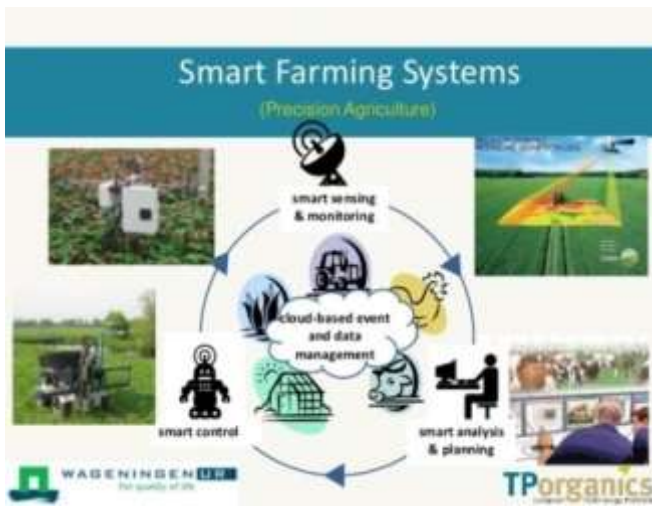 Smart Farming Systems
(Precision Agriculture)
smart sensing
& monitoring
cloud-based event
and data
management
smart control
smart analysis
& planning
WAGENINGEN UR
For quality of life
TPorganics